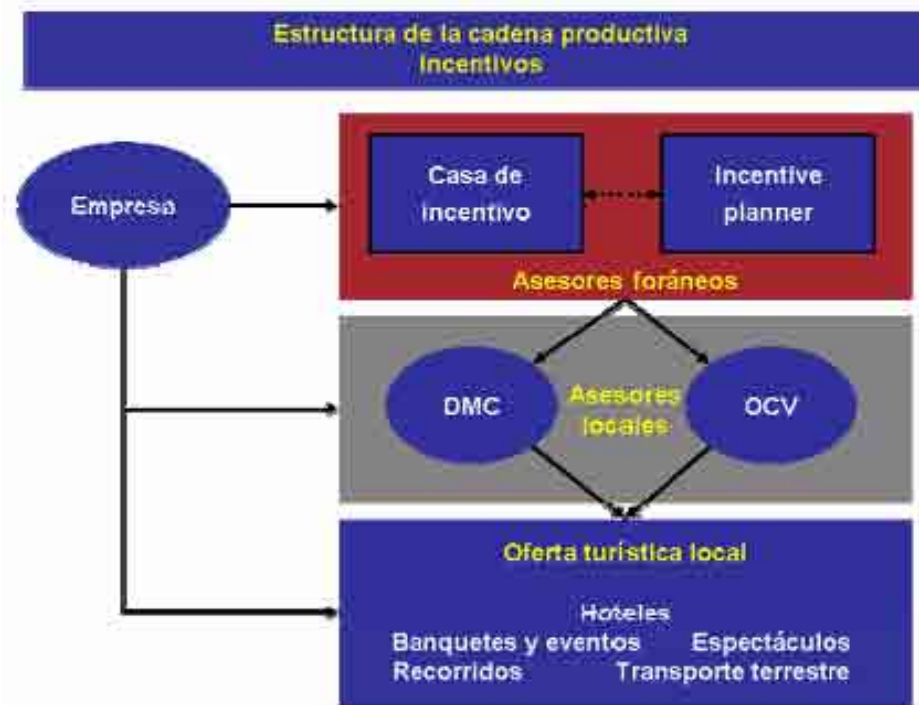 Estructura de la cadena productiva
Incentivos
Empresa
Casa de
incentivo
Incentive
planner
Asesores foráneos
DMC
Asesores
locales
OCV
Oferta turística local
Hoteles
Banquetes y eventos Espectáculos
Recorridos Transporte terrestre